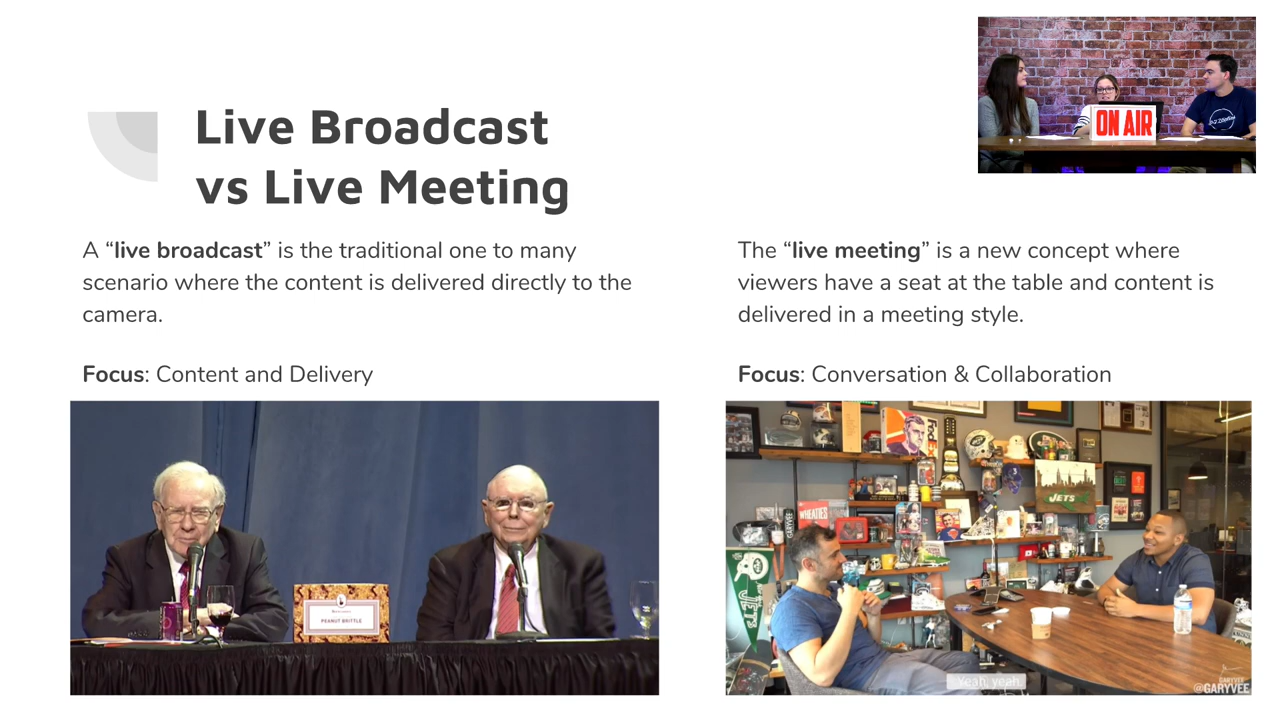 ON AIR
Live Broadcast
vs Live Meeting
A “live broadcast” is the traditional one to many
scenario where the content is delivered directly to the
camera.
Focus: Content and Delivery
The “live meeting” is a new concept where
viewers have a seat at the table and content is
delivered in a meeting style.
Focus: Conversation & Collaboration
PEANUT BRITTLE
WHEATIES
JETS
JETS
Yeah, yeah
GARYVEE
@GARYVEE